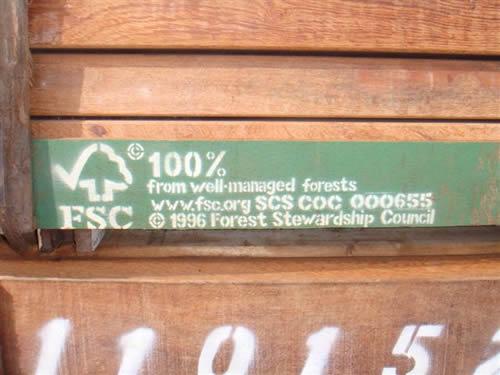 ©
100%
from well-managed forests
www.fsc.org SCS COC 000655
FSC
© 1996 Forest Stewardship Council
110152